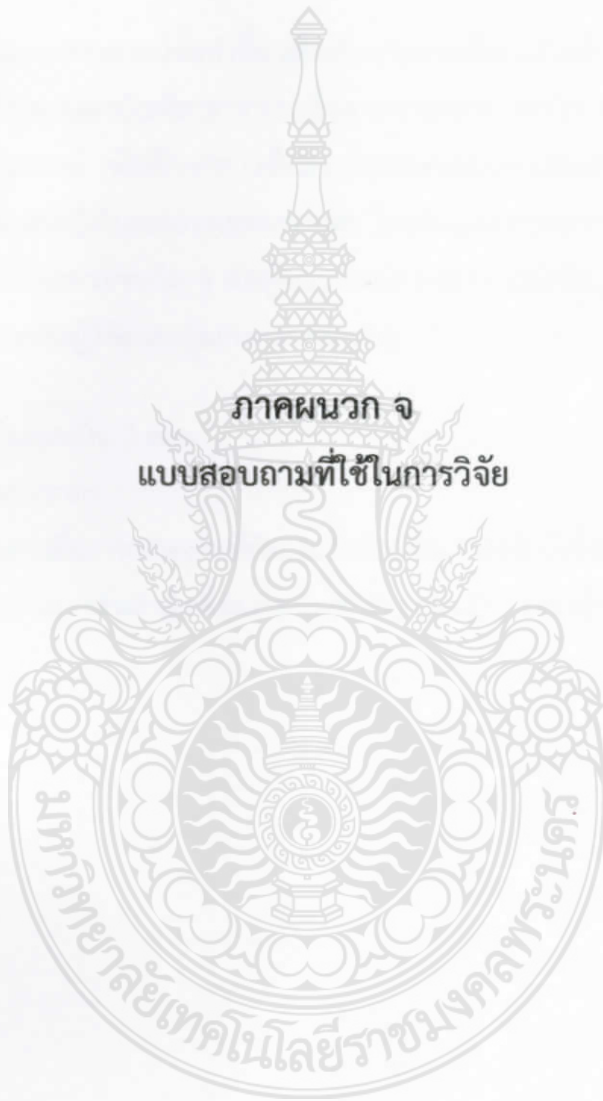 ภาคผนวก จ
แบบสอบถามที่ใช้ในการวิจัย
มหาวิทยาลัยเทคโนโลยีราชมงคลพระนคร